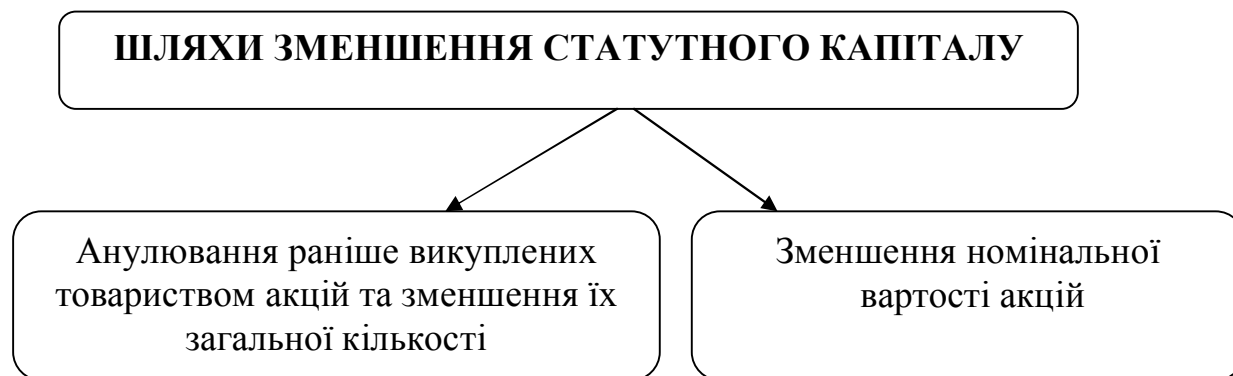 ШЛЯХИ ЗМЕНШЕННЯ СТАТУТНОГО КАПІТАЛУ
Анулювання раніше викуплених
товариством акцій та зменшення їх
загальної кількості
Зменшення номінальної
вартості акцій